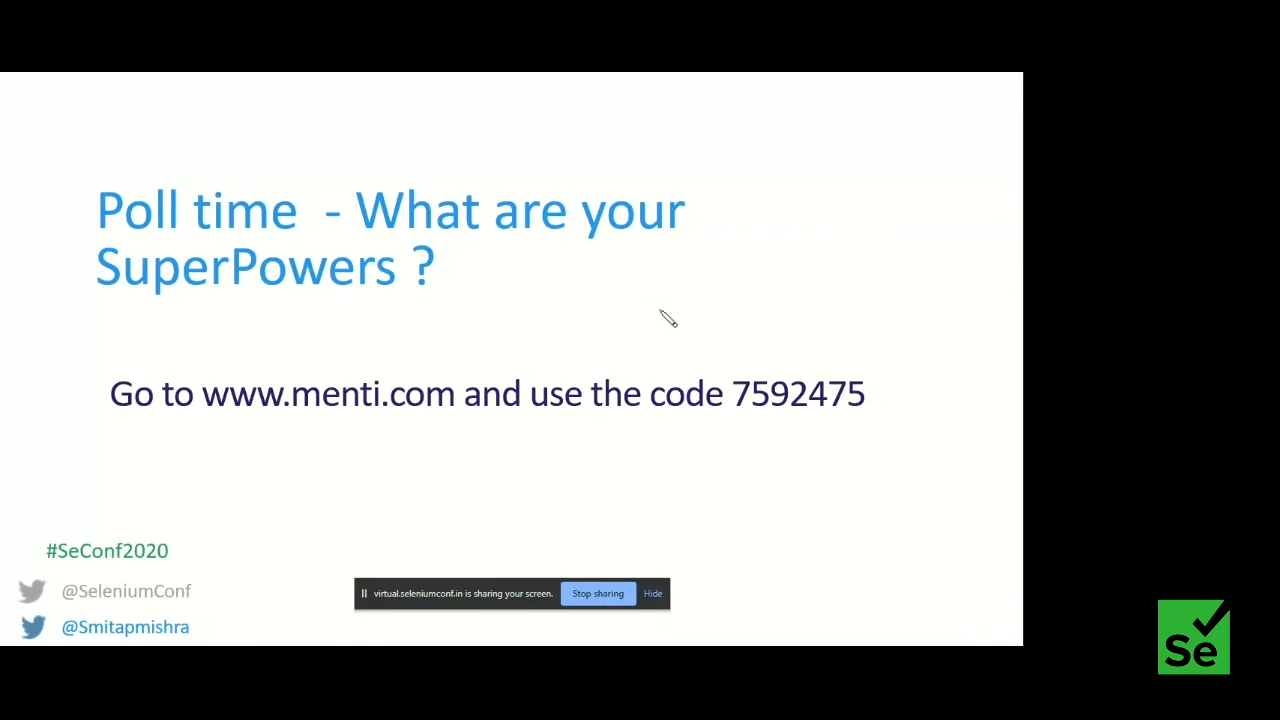 Poll time - What are your
SuperPowers ?
Go to www.menti.com and use the code 7592475
#SeConf2020
@SeleniumConf
@Smitapmishra
virtual.seleniumconf.in is sharing your screen. Stop sharing Hide
Se